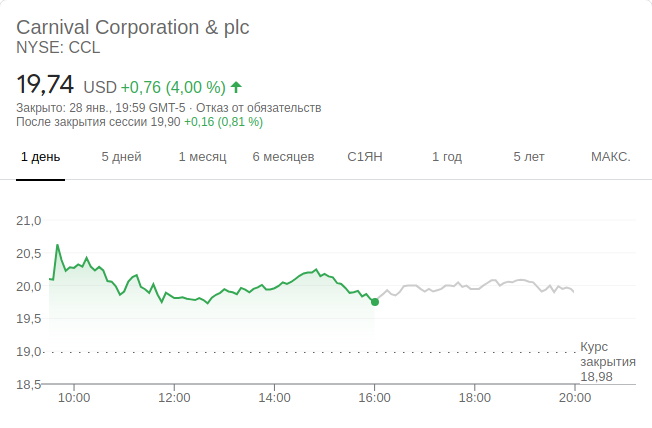 Carnival Corporation & plc
NYSE: CCL
19,74 USD +0,76 (4,00 %)
Закрыто: 28 янв., 19:59 GMT-5 · Отказ от обязательств
После закрытия сессии 19,90 +0,16 (0,81 %)
1 день 5 дней 1 месяц 6 месяцев С1ЯН 1 год 5 лет МАКС.
21,0
20,5
20,0
19,5
19,0
18,5
Курс
закрытия
18,98
10:00 12:00 14:00 16:00 18:00 20:00